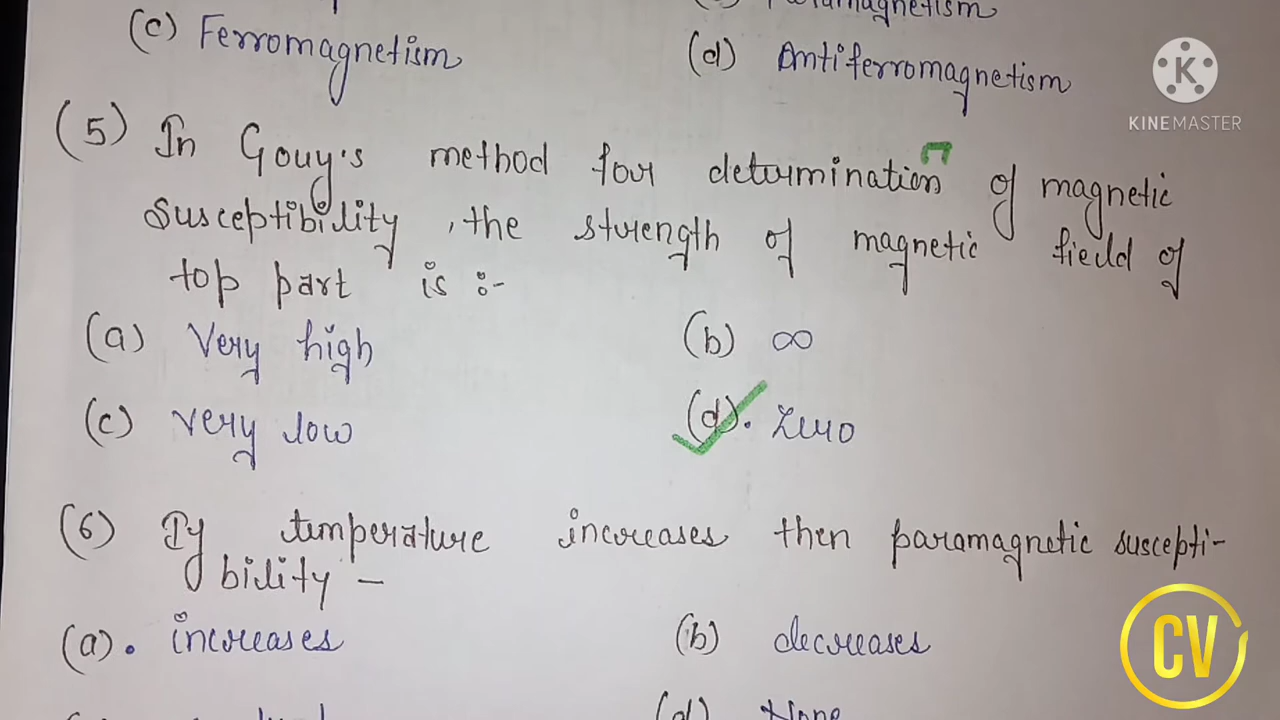 (c) Ferromagnetism
(d) Antiferromagnetism
(5) In Gouy's method for determination of magnetic
susceptibility, the strength of magnetic field of
top part is :-
(a) Very high (b) ∞
(c) very low (d). Zero
(6) If temperature increases then paramagnetic suscepti-
bility -
(a). increases (b) decreases
(d) None
KINEMASTER
CV